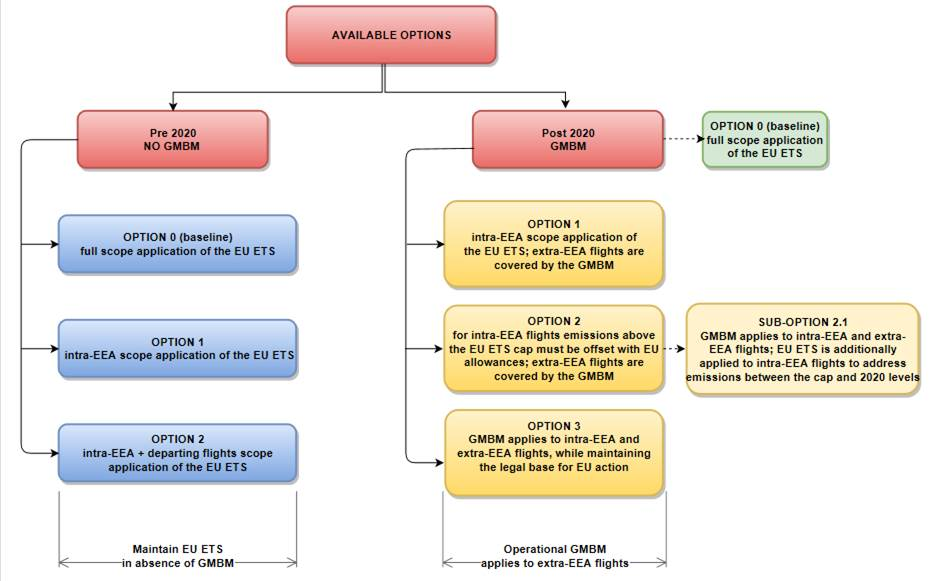 AVAILABLE OPTIONS
Pre 2020
NO GMBM
Post 2020
GMBM
OPTION 0 (baseline)
full scope application
of the EU ETS
OPTION 0 (baseline)
full scope application of the EU ETS
OPTION 1
intra-EEA scope application of the EU ETS
OPTION 2
intra-EEA + departing flights scope
application of the EU ETS
OPTION 1
intra-EEA scope application of
the EU ETS; extra-EEA flights are
covered by the GMBM
OPTION 2
for intra-EEA flights emissions above
the EU ETS cap must be offset with EU
allowances; extra-EEA flights are
covered by the GMBM
SUB-OPTION 2.1
GMBM applies to intra-EEA and extra-
EEA flights; EU ETS is additionally
applied to intra-EEA flights to address
emissions between the cap and 2020 levels
OPTION 3
GMBM applies to intra-EEA and
extra-EEA flights, while maintaining
the legal base for EU action
Maintain EU ETS
in absence of GMBM
Operational GMBM
applies to extra-EEA flights